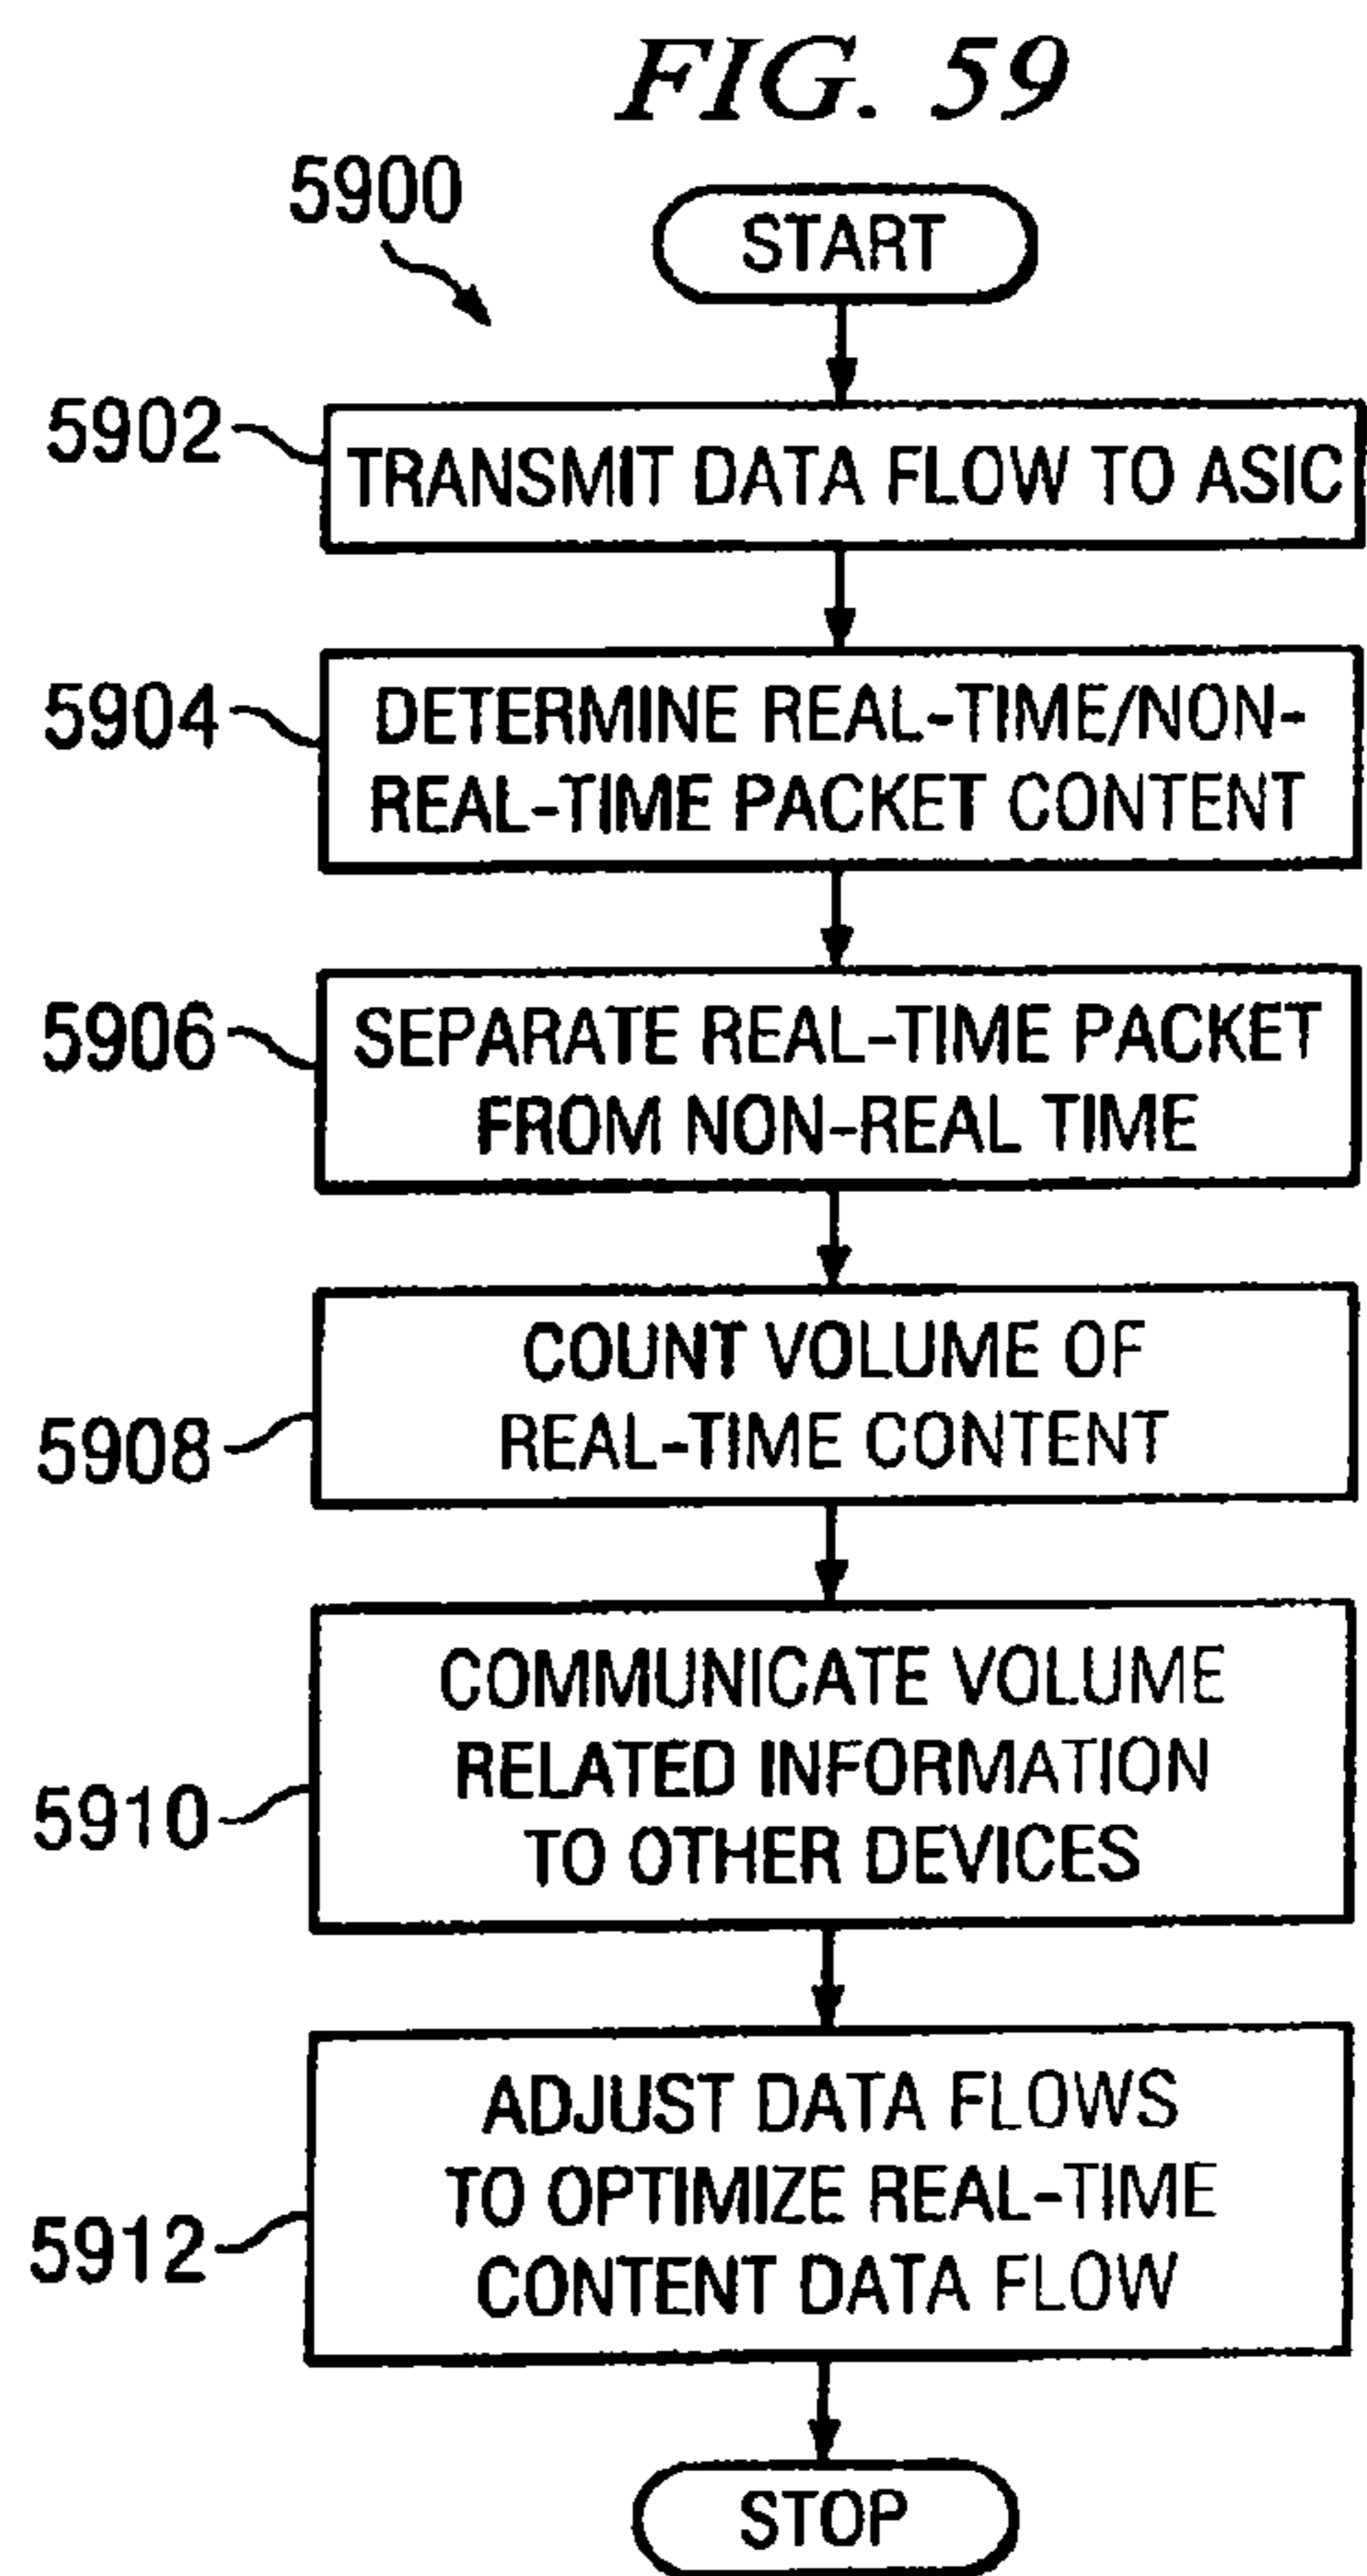 FIG. 59
5900
START
5902
TRANSMIT DATA FLOW TO ASIC
5904
DETERMINE REAL-TIME/NON-
REAL-TIME PACKET CONTENT
5906
SEPARATE REAL-TIME PACKET
FROM NON-REAL TIME
5908
COUNT VOLUME OF
REAL-TIME CONTENT
5910
COMMUNICATE VOLUME
RELATED INFORMATION
TO OTHER DEVICES
5912
ADJUST DATA FLOWS
TO OPTIMIZE REAL-TIME
CONTENT DATA FLOW
STOP